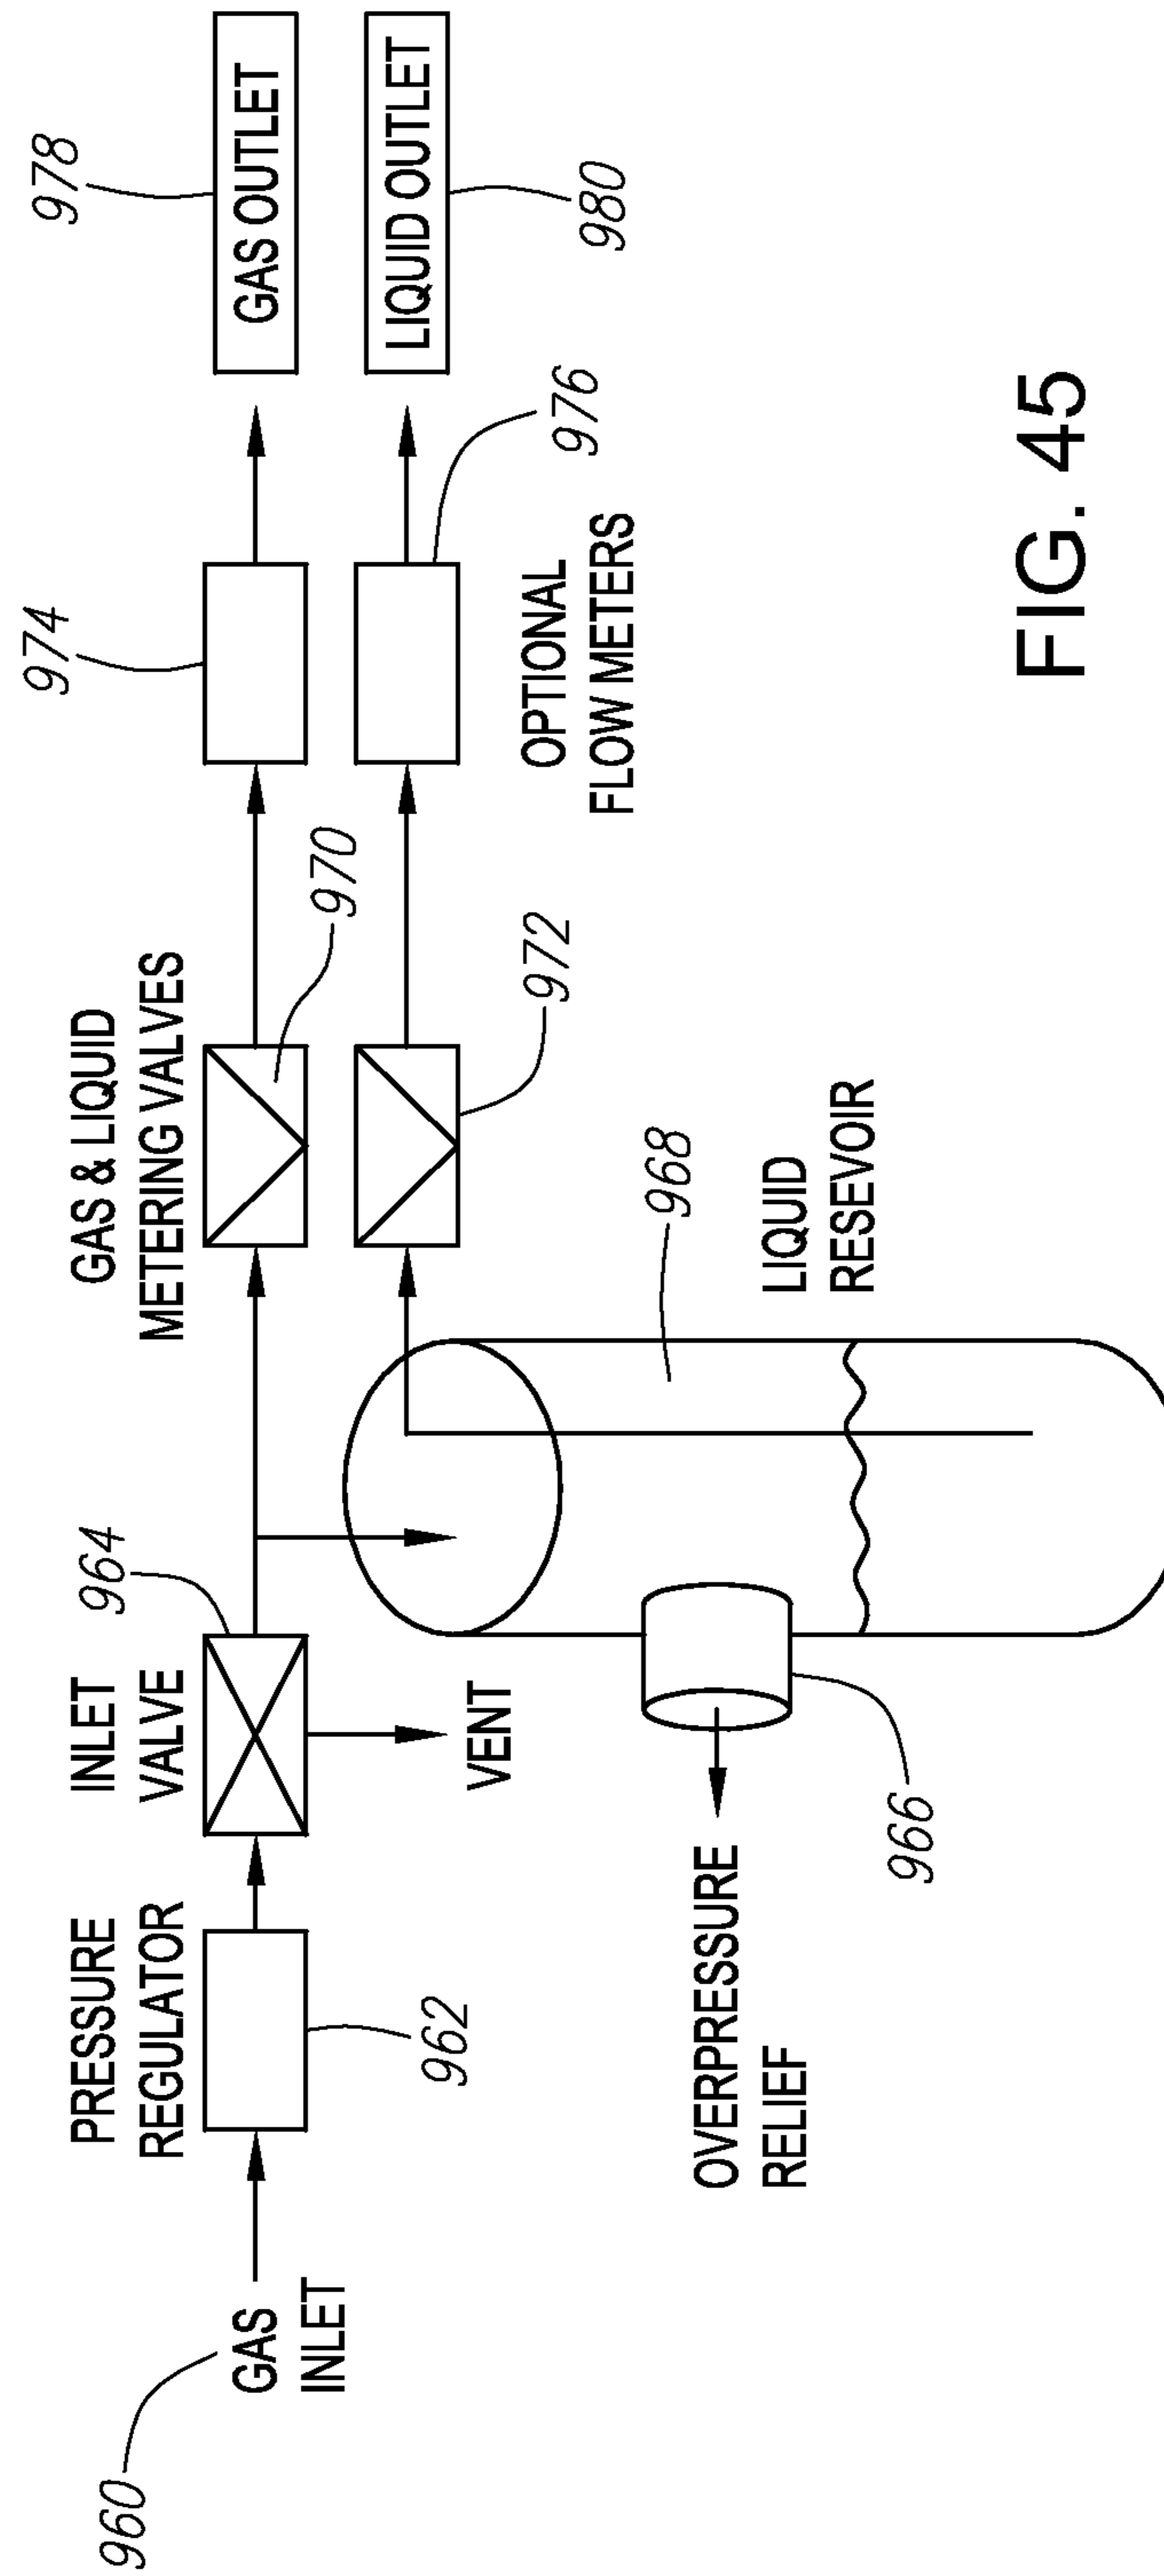 960
GAS
INLET
PRESSURE
REGULATOR
962
INLET
VALVE
964
VENT
OVERPRESSURE
RELIEF
966
968
LIQUID
RESEVOIR
GAS & LIQUID
METERING VALVES
970
972
974
976
OPTIONAL
FLOW METERS
978
GAS OUTLET
LIQUID OUTLET
980
FIG. 45